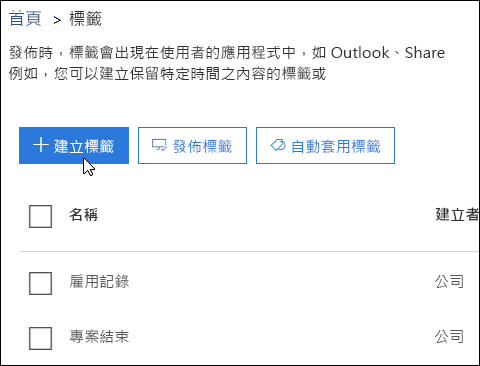 首頁 > 標籤
發佈時，標籤會出現在使用者的應用程式中，如 Outlook、Share
例如，您可以建立保留特定時間之內容的標籤或
建立標籤 發佈標籤 自動套用標籤
名稱 建立者
雇用記錄 公司
專案結束 公司